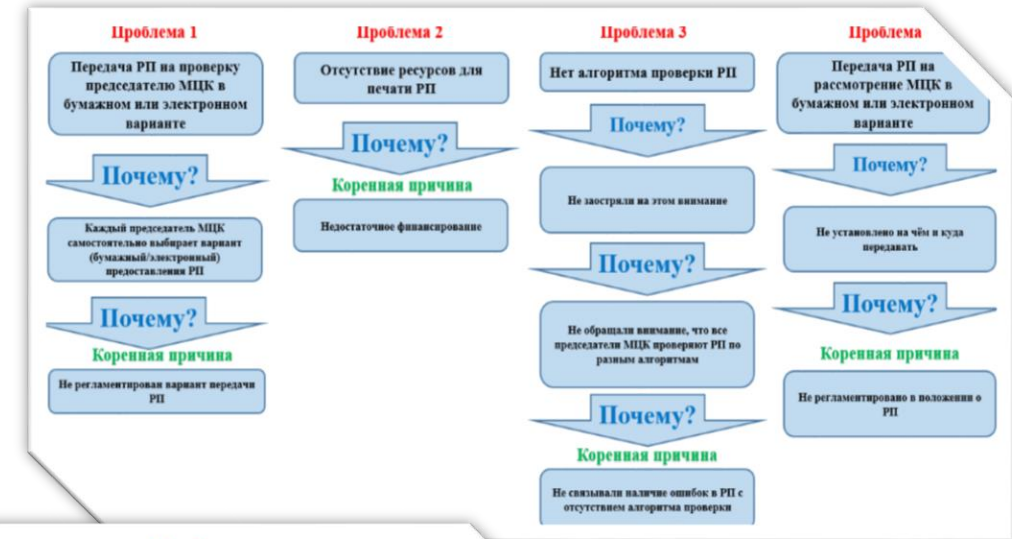 Проблема 1
Передача РП на проверку
председателю МЦК в
бумажном или электронном
варианте
Почему?
Каждый председатель МЦК
самостоятельно выбирает вариант
(бумажный/электронный)
предоставления РП
Почему?
Коренная причина
Не регламентирован вариант передачи
РП
Проблема 2
Отсутствие ресурсов для
печати РП
Почему?
Коренная причина
Недостаточное финансирование
Проблема 3
Нет алгоритма проверки РП
Почему?
Не заострили на этом внимание
Почему?
Не обращали внимание, что все
председатели МЦК проверяют РП по
разным алгоритмам
Почему?
Коренная причина
Не связывали наличие ошибок в РП с
отсутствием алгоритма проверки
Проблема
Передача РП на
рассмотрение МЦК в
бумажном или электронном
варианте
Почему?
Не установлено на чём и куда
передавать
Почему?
Коренная причина
Не регламентировано в положении о
РП